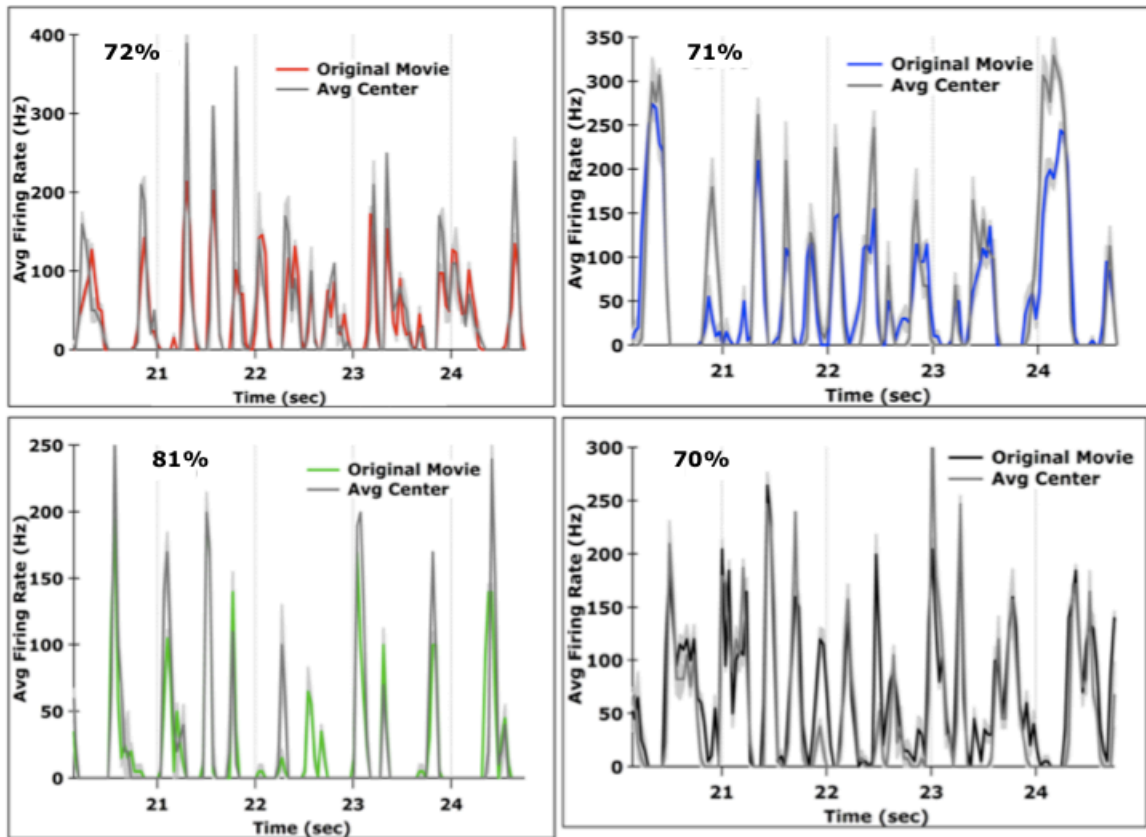 72%
Original Movie
Avg Center
Avg Firing Rate (Hz)
400
300
200
100
0
21 22 23 24
Time (sec)
71%
Original Movie
Avg Center
Avg Firing Rate (Hz)
350
300
250
200
150
100
50
0
21 22 23 24
Time (sec)
81%
Original Movie
Avg Center
Avg Firing Rate (Hz)
250
200
150
100
50
0
21 22 23 24
Time (sec)
70%
Original Movie
Avg Center
Avg Firing Rate (Hz)
300
250
200
150
100
50
0
21 22 23 24
Time (sec)